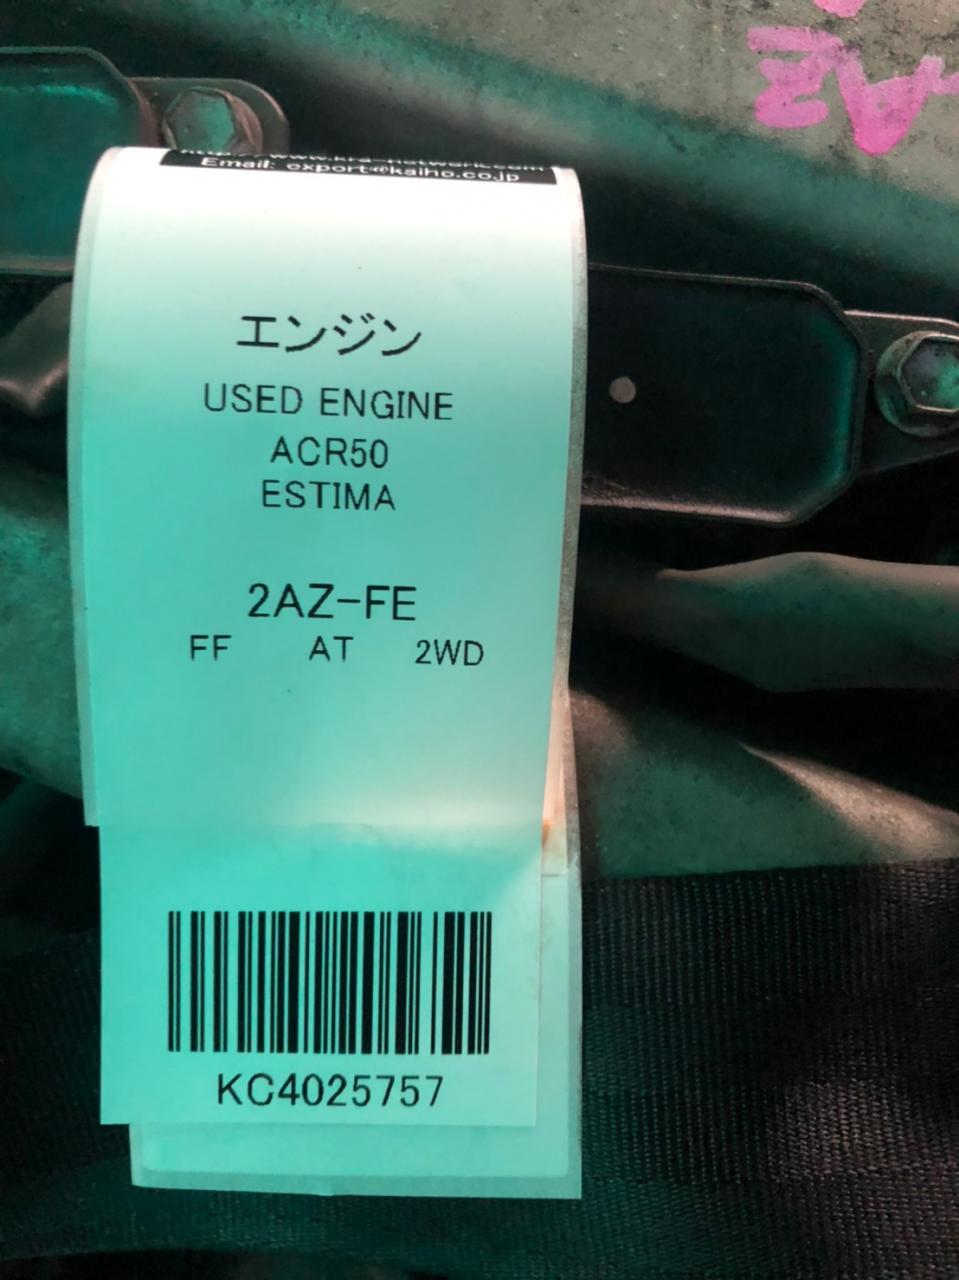 Email: export@kaiho.co.jp
エンジン
USED ENGINE
ACR50
ESTIMA
2AZ-FE
FF AT 2WD
KC4025757